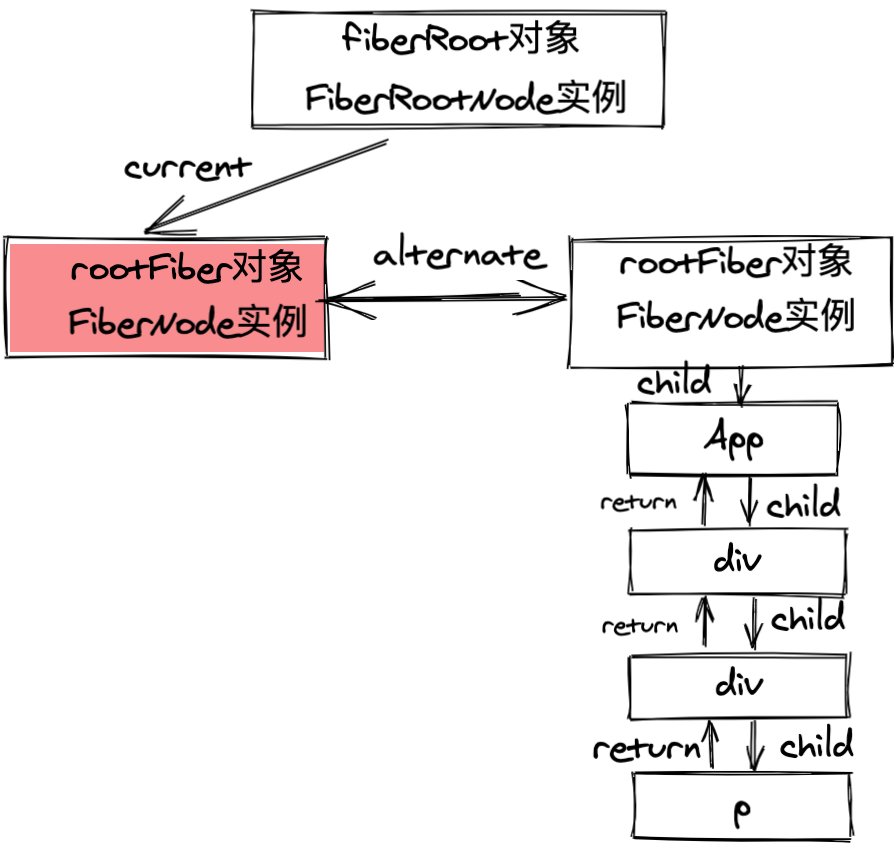 fiberRoot对象
FiberRootNode实例
current
rootFiber对象
FiberNode实例
alternate
rootFiber对象
FiberNode实例
child
App
return
child
div
return
child
div
return
child
p